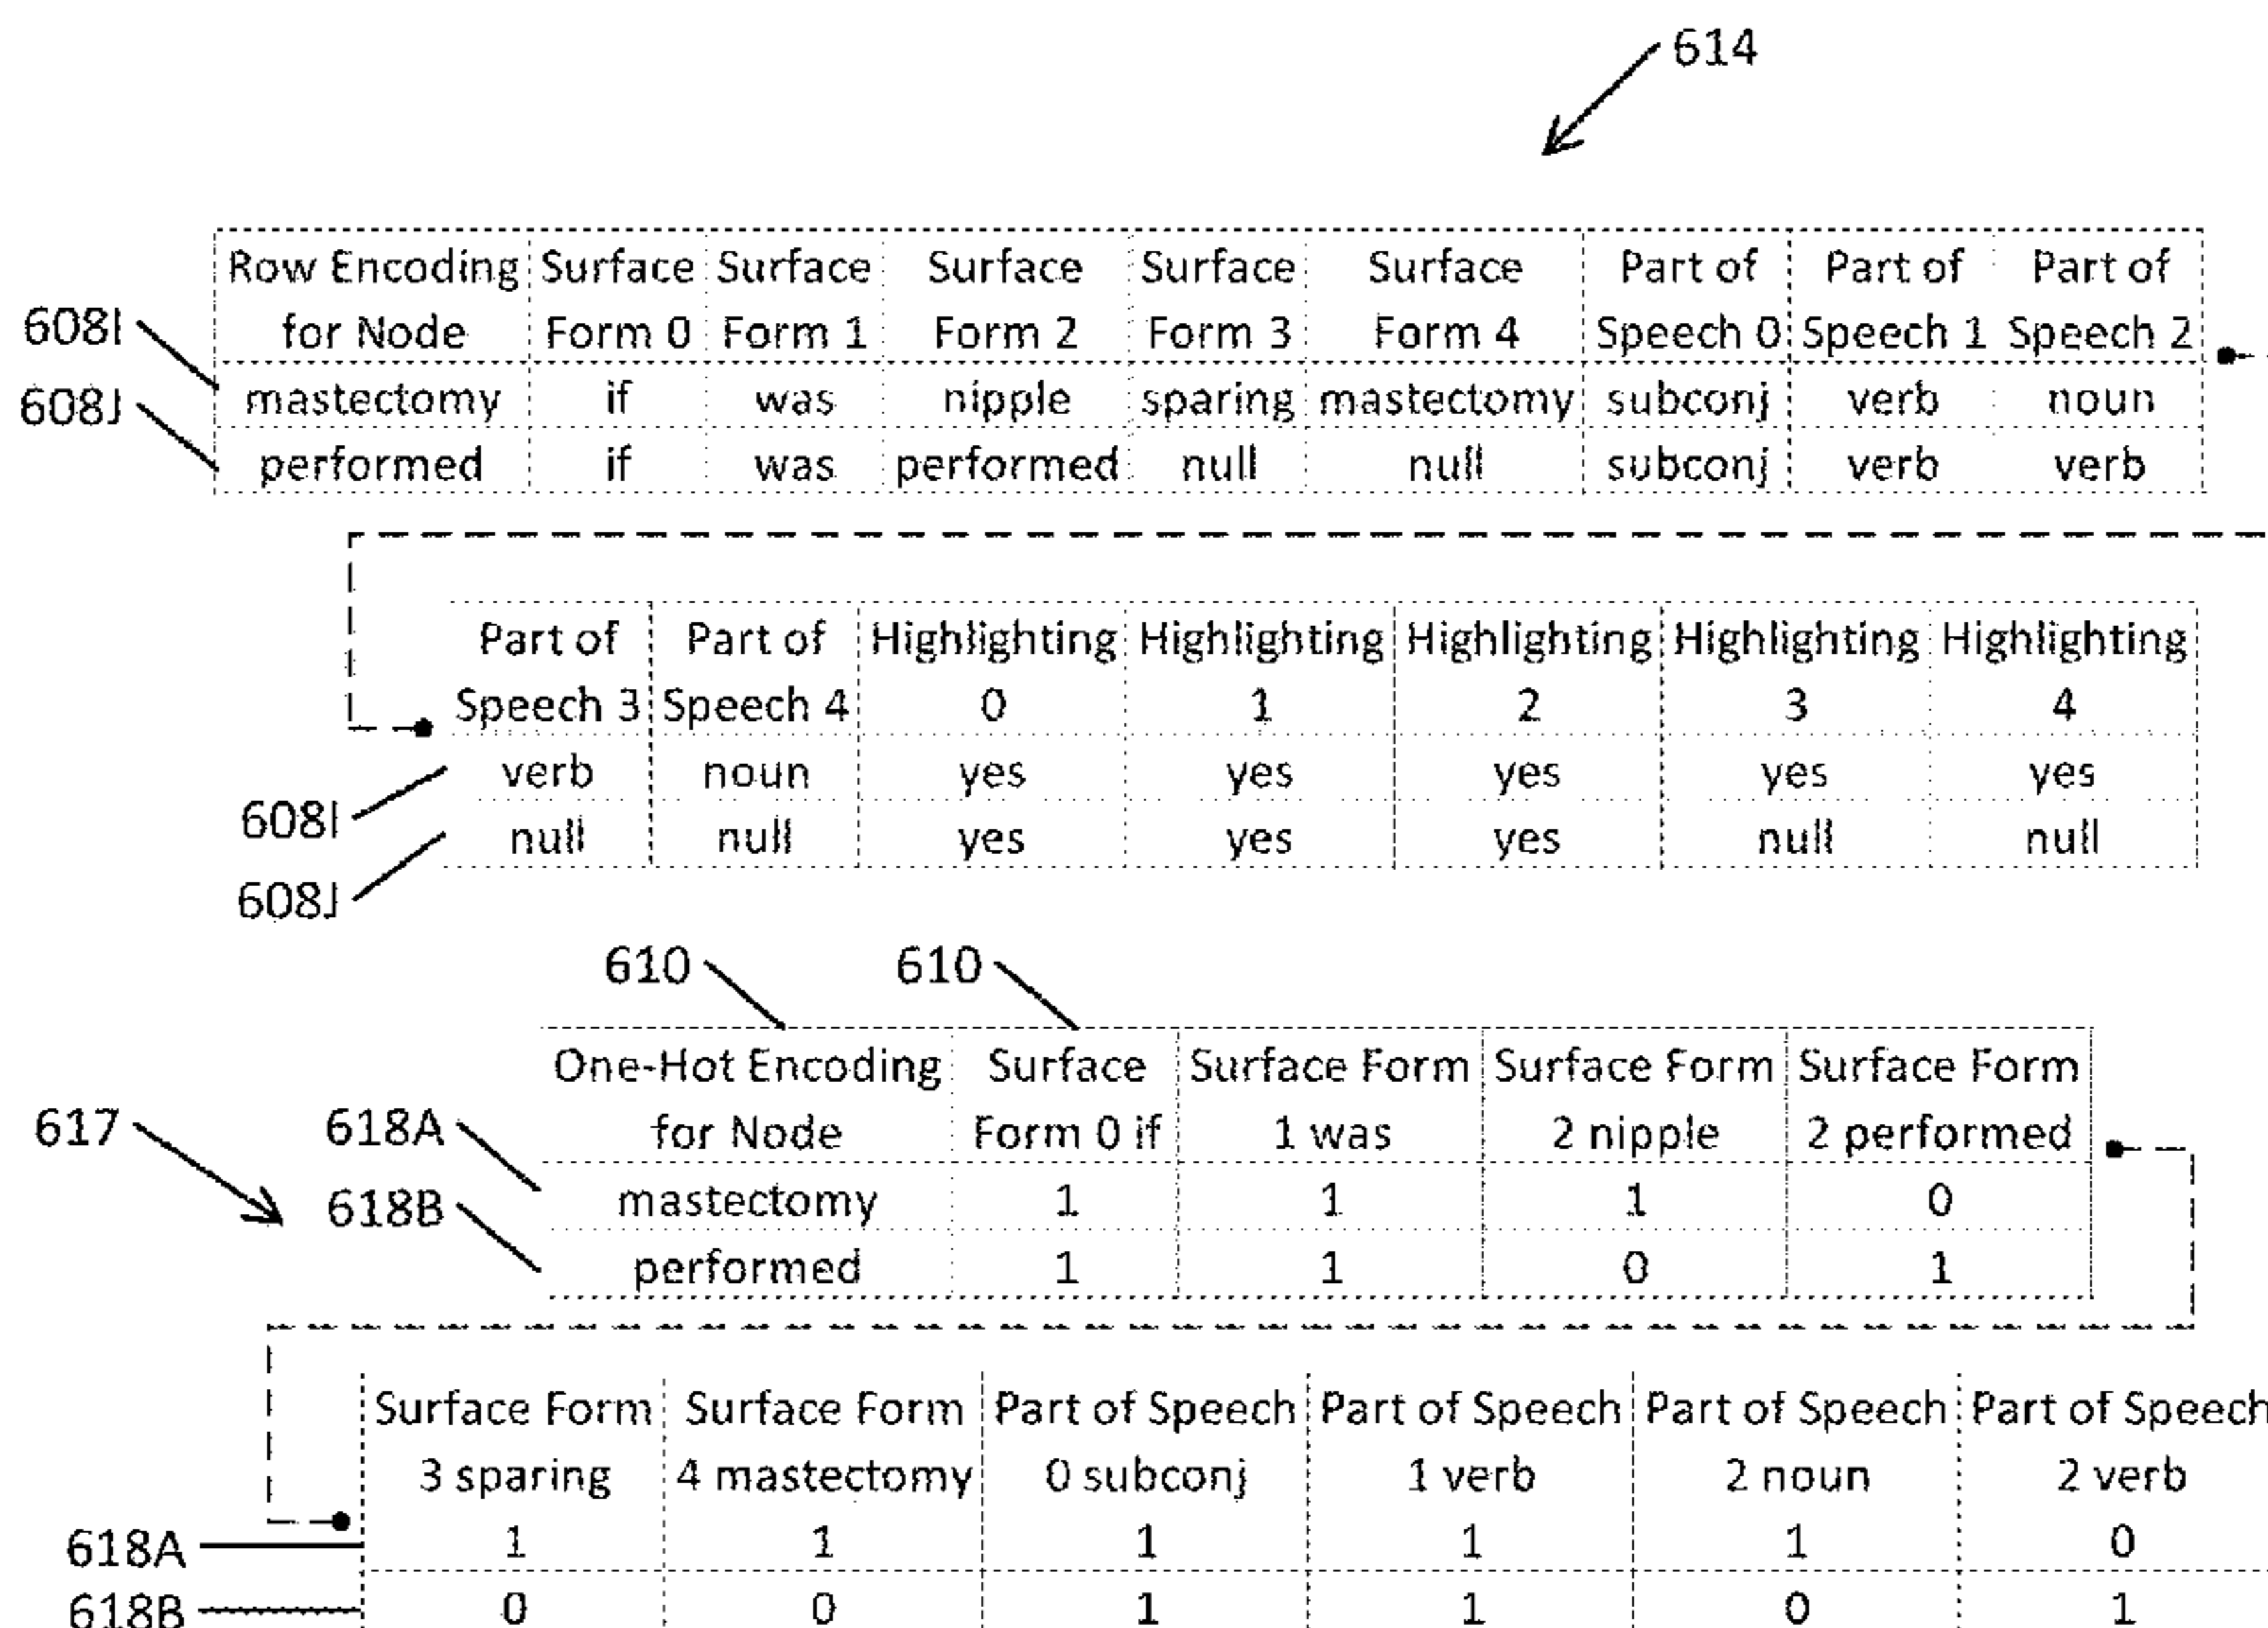 614
Row Encoding Surface Surface Surface Surface Surface Part of Part of Part of
608I for Node Form 0 Form 1 Form 2 Form 3 Form 4 Speech 0 Speech 1 Speech 2
608J mastectomy if was nipple sparing mastectomy subconj verb noun
performed if was performed null null subconj verb verb
Part of Part of Highlighting Highlighting Highlighting Highlighting Highlighting
Speech 3 Speech 4 0 1 2 3 4
verb noun yes yes yes yes yes
608I null null yes yes yes null null
608J
610 610
One-Hot Encoding Surface Surface Form Surface Form Surface Form
617 618A for Node Form 0 if 1 was 2 nipple 2 performed
618B mastectomy 1 1 1 0
performed 1 1 0 1
Surface Form Surface Form Part of Speech Part of Speech Part of Speech Part of Speech
3 sparing 4 mastectomy 0 subconj 1 verb 2 noun 2 verb
618A 1 1 1 1 1 0
618B 0 0 1 1 0 1